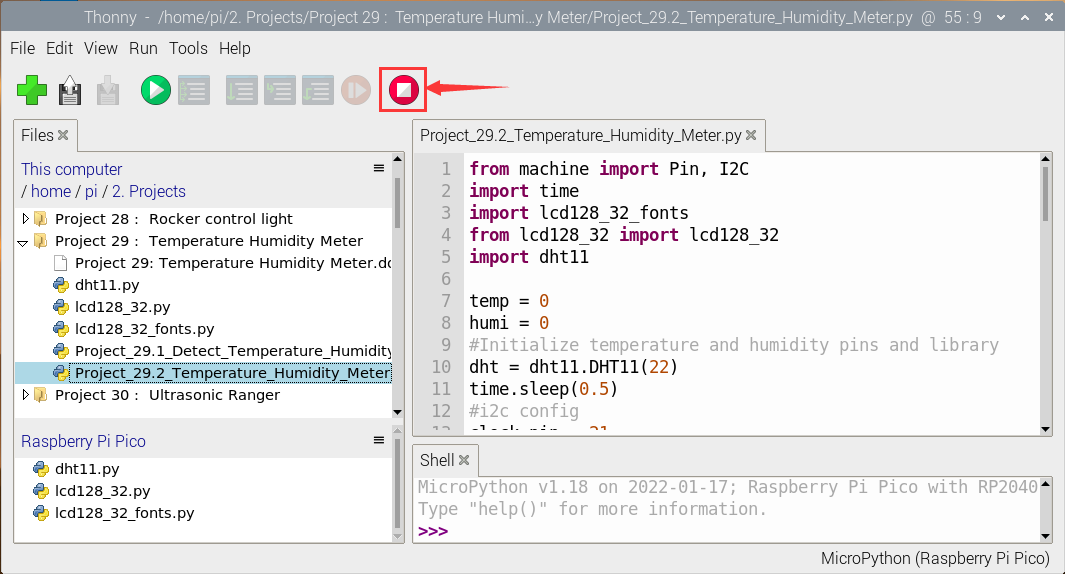 Thonny - /home/pi/2. Projects/Project 29 : Temperature Humi…y Meter/Project_29.2_Temperature_Humidity_Meter.py @ 55 : 9
File Edit View Run Tools Help
Files
This computer
/ home / pi / 2. Projects
Project 28 : Rocker control light
Project 29 : Temperature Humidity Meter
Project 29: Temperature Humidity Meter.do
dht11.py
lcd128_32.py
lcd128_32_fonts.py
Project_29.1_Detect_Temperature_Humidity
Project_29.2_Temperature_Humidity_Meter
Project 30 : Ultrasonic Ranger
Raspberry Pi Pico
dht11.py
lcd128_32.py
lcd128_32_fonts.py
Project_29.2_Temperature_Humidity_Meter.py
1 from machine import Pin, I2C
2 import time
3 import lcd128_32_fonts
4 from lcd128_32 import lcd128_32
5 import dht11
6
7 temp = 0
8 humi = 0
9 #Initialize temperature and humidity pins and library
10 dht = dht11.DHT11(22)
11 time.sleep(0.5)
12 #i2c config
Shell
MicroPython v1.18 on 2022-01-17; Raspberry Pi Pico with RP2040
Type "help()" for more information.
>>>
MicroPython (Raspberry Pi Pico)